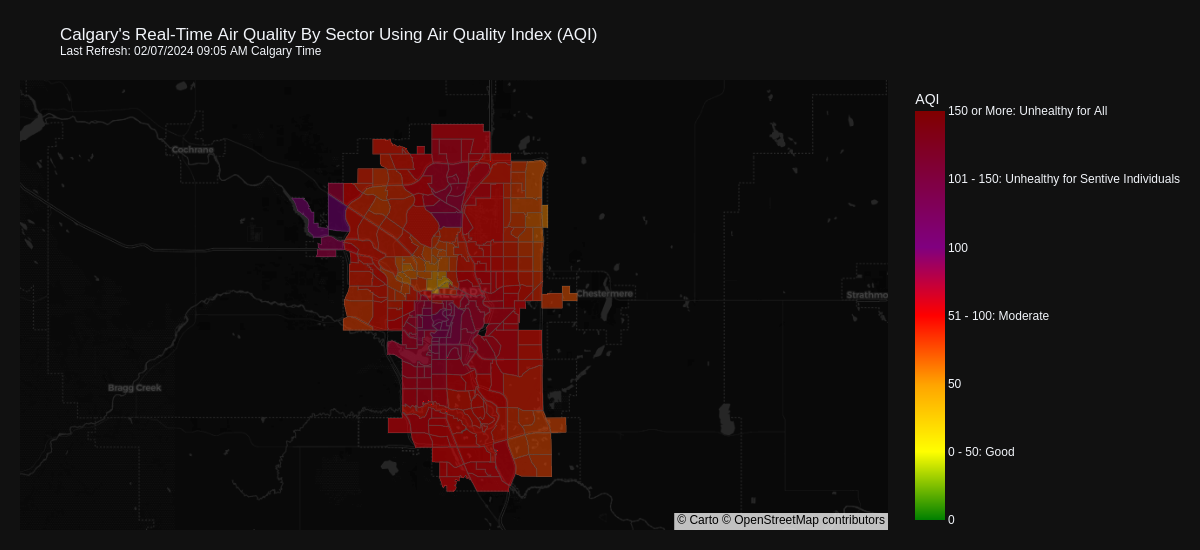 Calgary's Real-Time Air Quality By Sector Using Air Quality Index (AQI)
Last Refresh: 02/07/2024 09:05 AM Calgary Time
AQI
150 or More: Unhealthy for All
101 - 150: Unhealthy for Sentive Individuals
100
51 - 100: Moderate
50
0 - 50: Good
0
Cochrane
CALGARY
Chestermere
Strathmo
Bragg Creek
© Carto © OpenStreetMap contributors